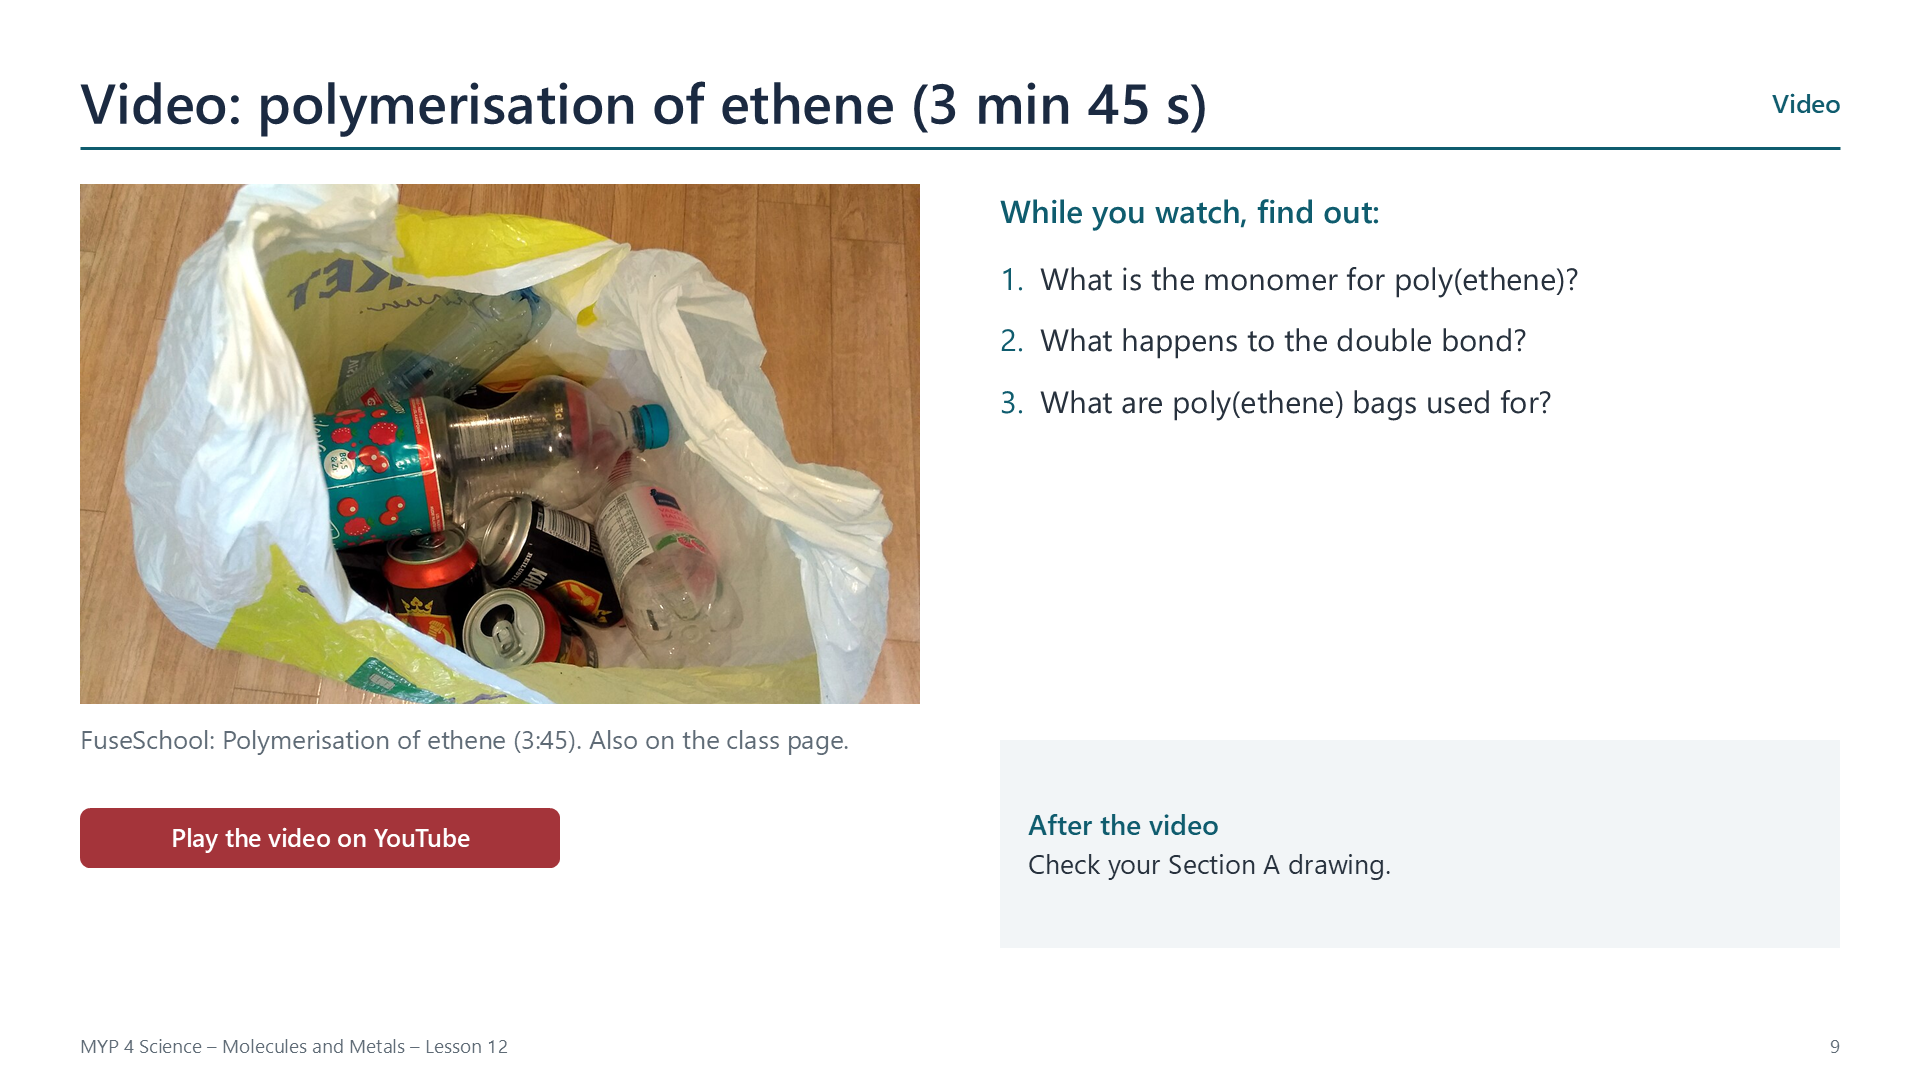 Video: polymerisation of ethene (3 min 45 s)
Video
While you watch, find out:
1. What is the monomer for poly(ethene)?
2. What happens to the double bond?
3. What are poly(ethene) bags used for?
FuseSchool: Polymerisation of ethene (3:45). Also on the class page.
Play the video on YouTube
After the video
Check your Section A drawing.
MYP 4 Science – Molecules and Metals – Lesson 12
9